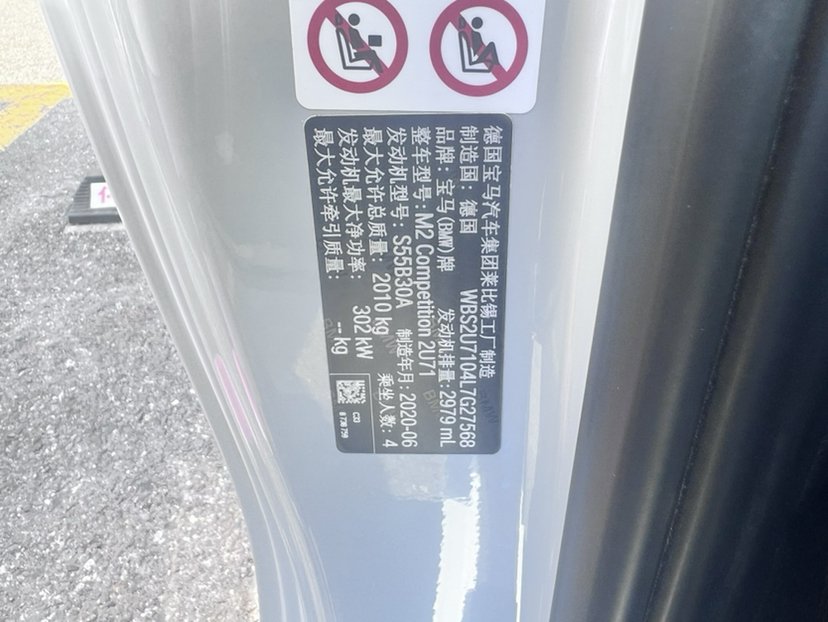 德国宝马汽车集团莱比锡工厂制造
制造国：德国 WBS2U7104L7G27568
品牌：宝马(BMW)牌 发动机排量：2979 mL
整车型号：M2 Competition 2U71
发动机型号：S55B30A 制造年月：2020-06
最大允许总质量： 2010 kg 乘坐人数：4
发动机最大净功率： 302 kW
最大允许牵引质量： -- kg